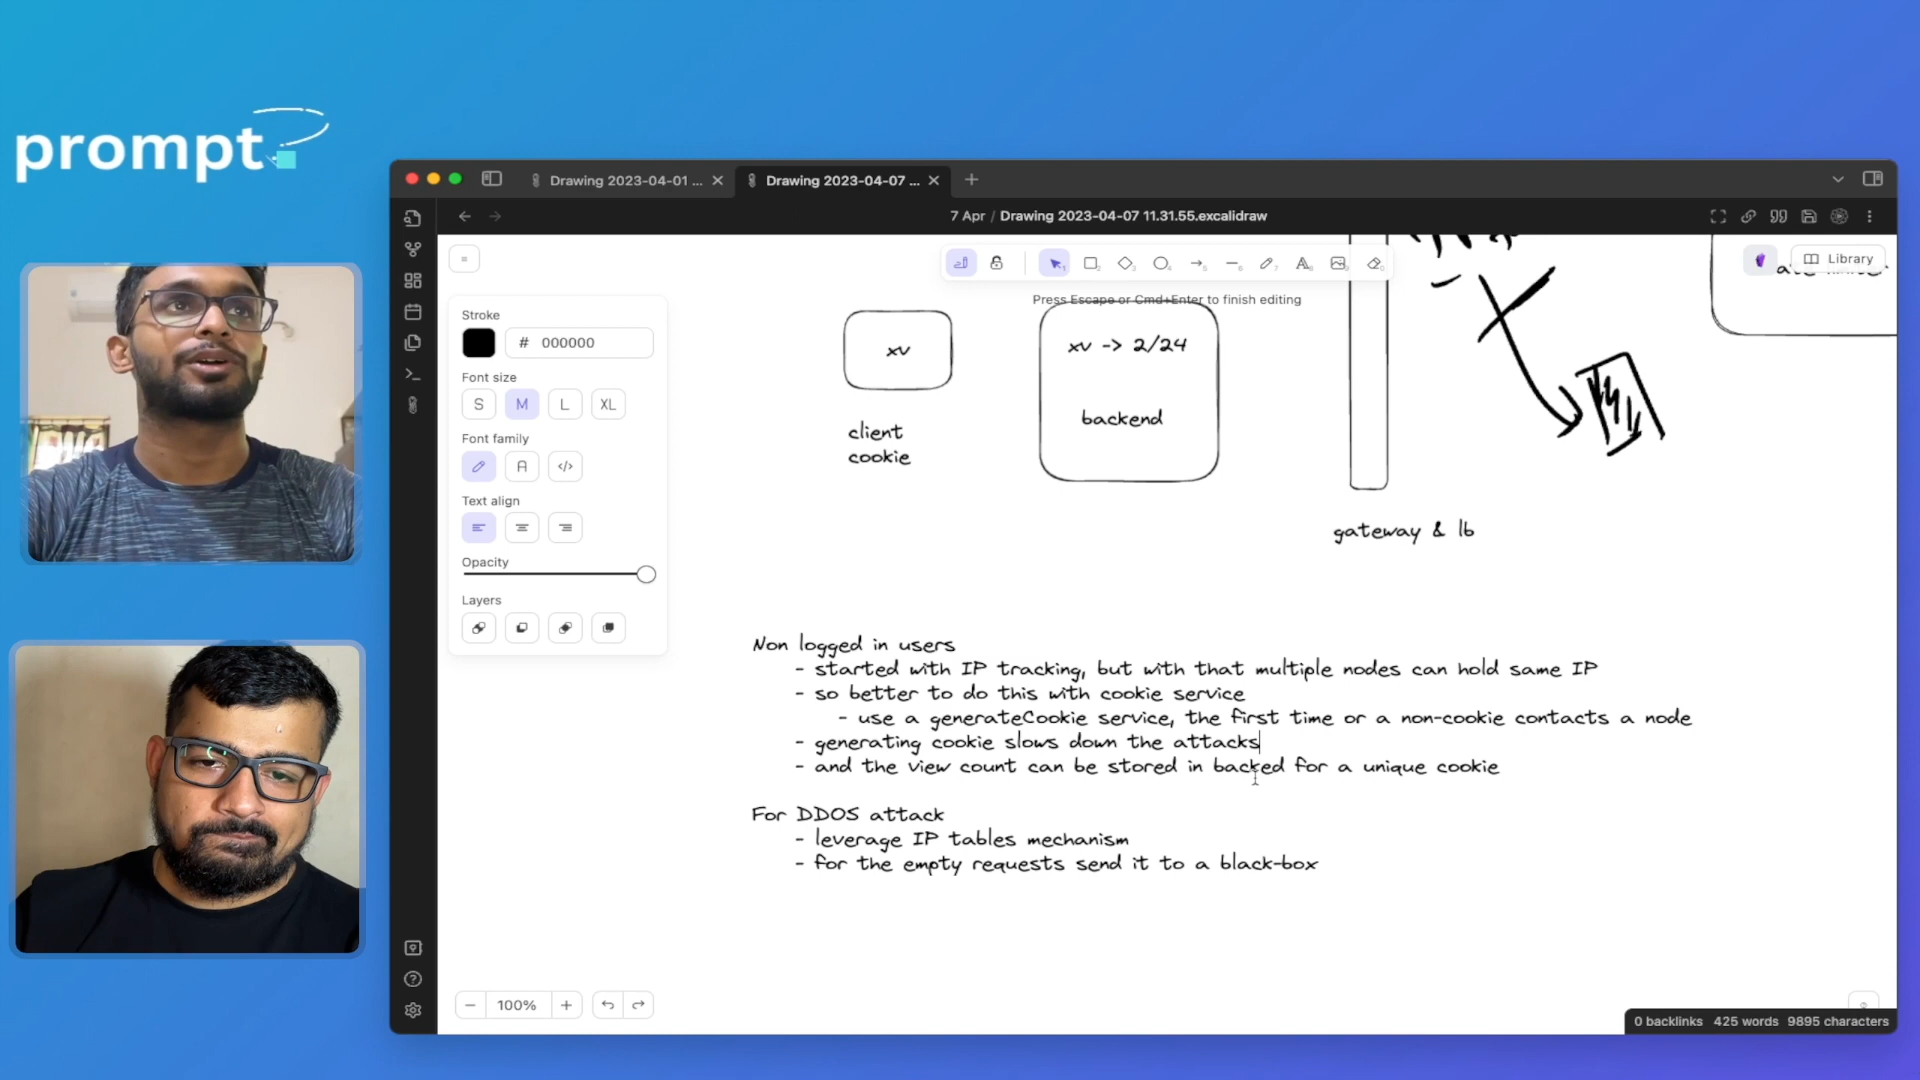 prompt
Drawing 2023-04-01 ...
Drawing 2023-04-07 ...
7 Apr / Drawing 2023-04-07 11.31.55.excalidraw
Library
Press Escape or Cmd+Enter to finish editing
Stroke
# 000000
Font size
S M L XL
Font family
A </>
Text align
Opacity
Layers
xv
client
cookie
xv -> 2/24
backend
gateway & lb
Non logged in users
- started with IP tracking, but with that multiple nodes can hold same IP
- so better to do this with cookie service
- use a generateCookie service, the first time or a non-cookie contacts a node
- generating cookie slows down the attacks
- and the view count can be stored in backed for a unique cookie
For DDOS attack
- leverage IP tables mechanism
- for the empty requests send it to a black-box
100%
0 backlinks 425 words 9895 characters